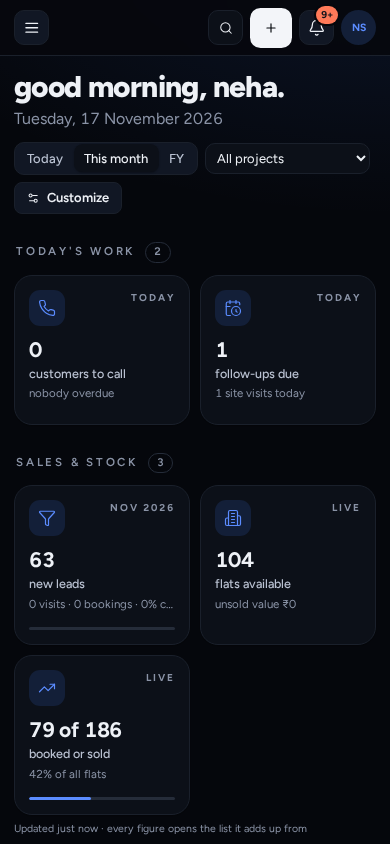 9+
NS
good morning, neha.
Tuesday, 17 November 2026
Today This month FY All projects
Customize
TODAY'S WORK 2
TODAY
0
customers to call
nobody overdue
TODAY
1
follow-ups due
1 site visits today
SALES & STOCK 3
NOV 2026
63
new leads
0 visits · 0 bookings · 0% c…
LIVE
104
flats available
unsold value ₹0
LIVE
79 of 186
booked or sold
42% of all flats
Updated just now · every figure opens the list it adds up from